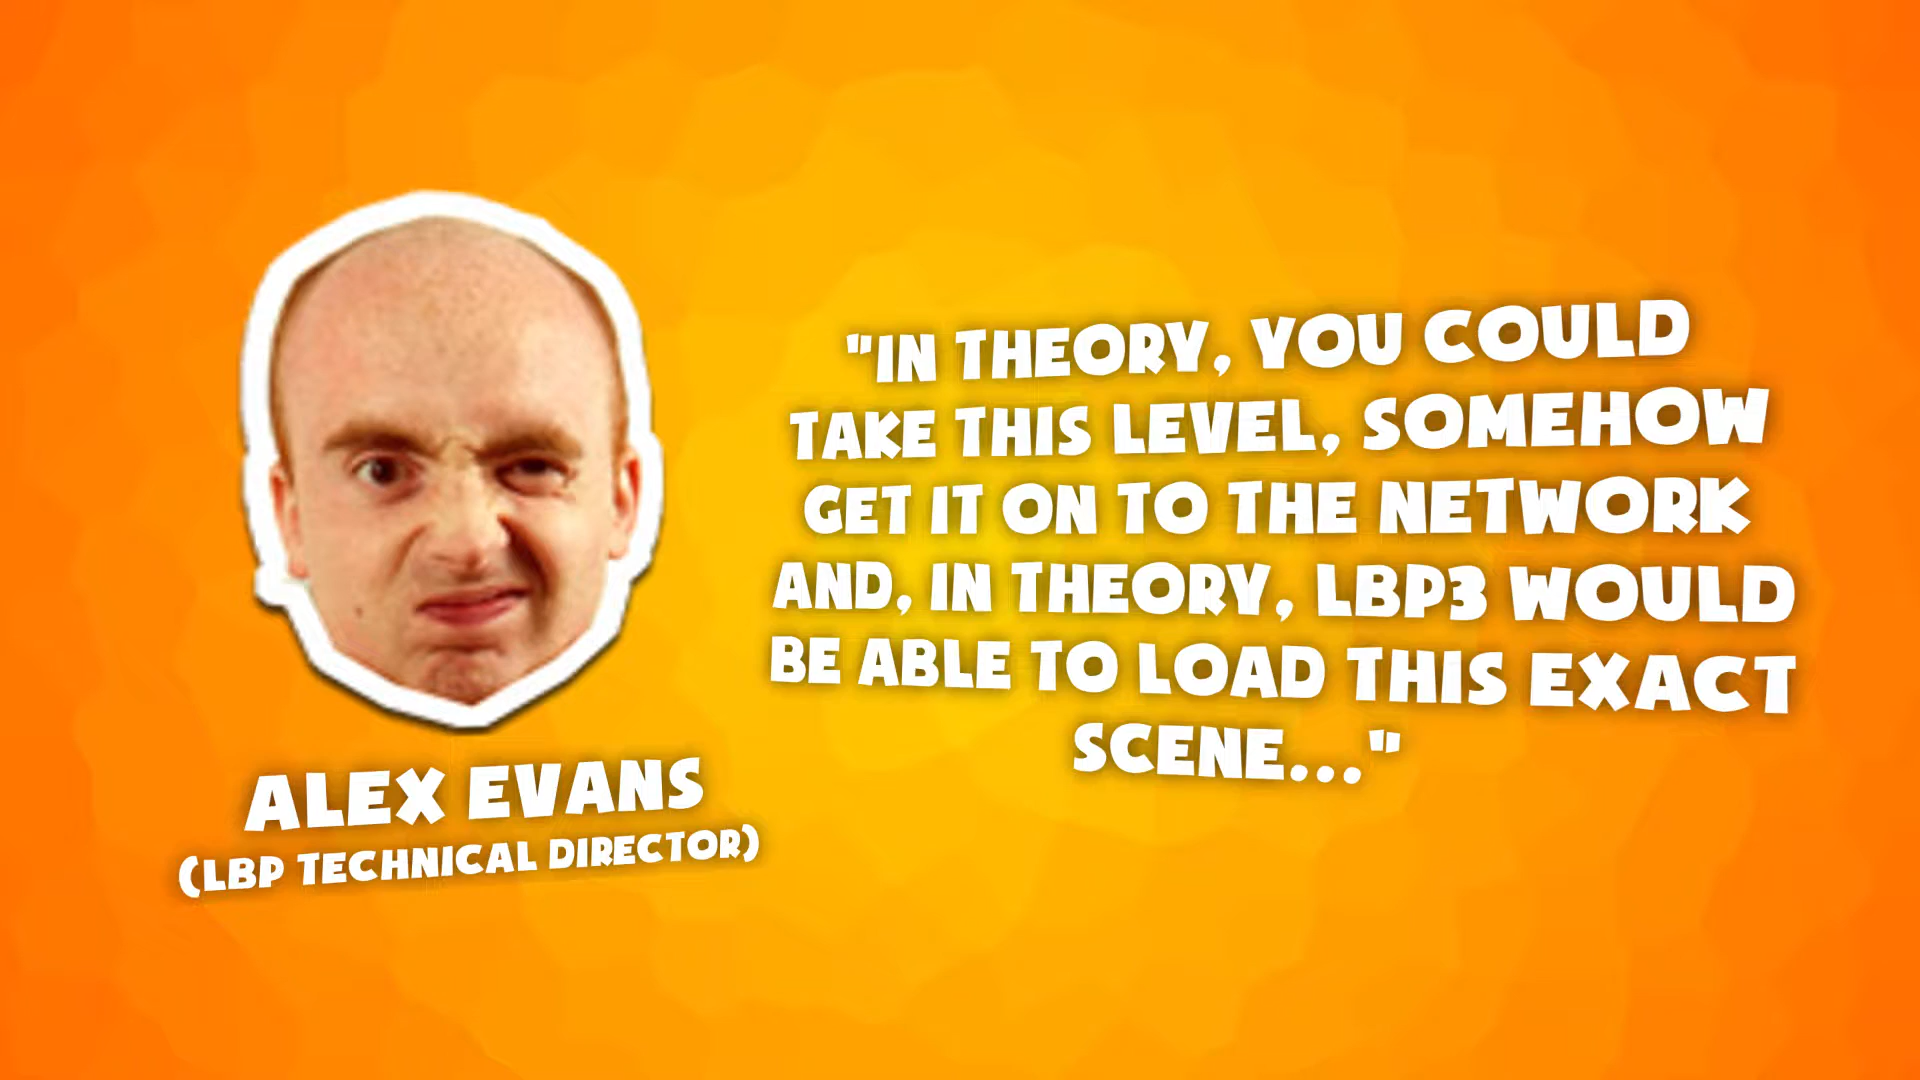 ALEX EVANS
(LBP TECHNICAL DIRECTOR)
"IN THEORY, YOU COULD
TAKE THIS LEVEL, SOMEHOW
GET IT ON TO THE NETWORK
AND, IN THEORY, LBP3 WOULD
BE ABLE TO LOAD THIS EXACT
SCENE..."